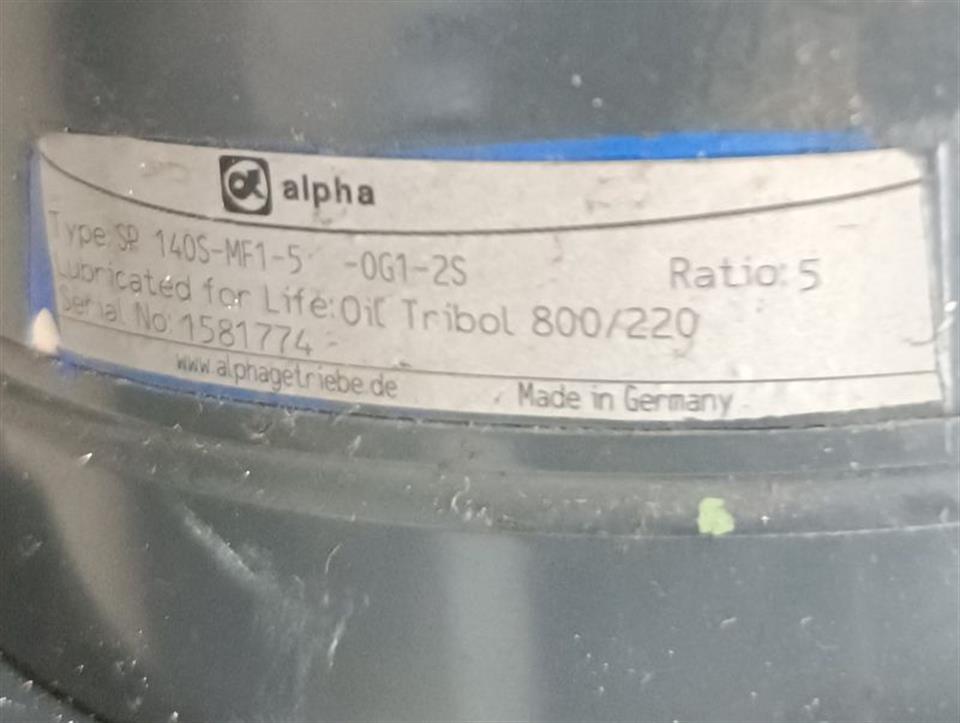 alpha
Type: SP 140S-MF1-5 -0G1-2S Ratio: 5
Lubricated for Life: Oil Tribol 800/220
Serial No: 1581774
www.alphagetriebe.de Made in Germany